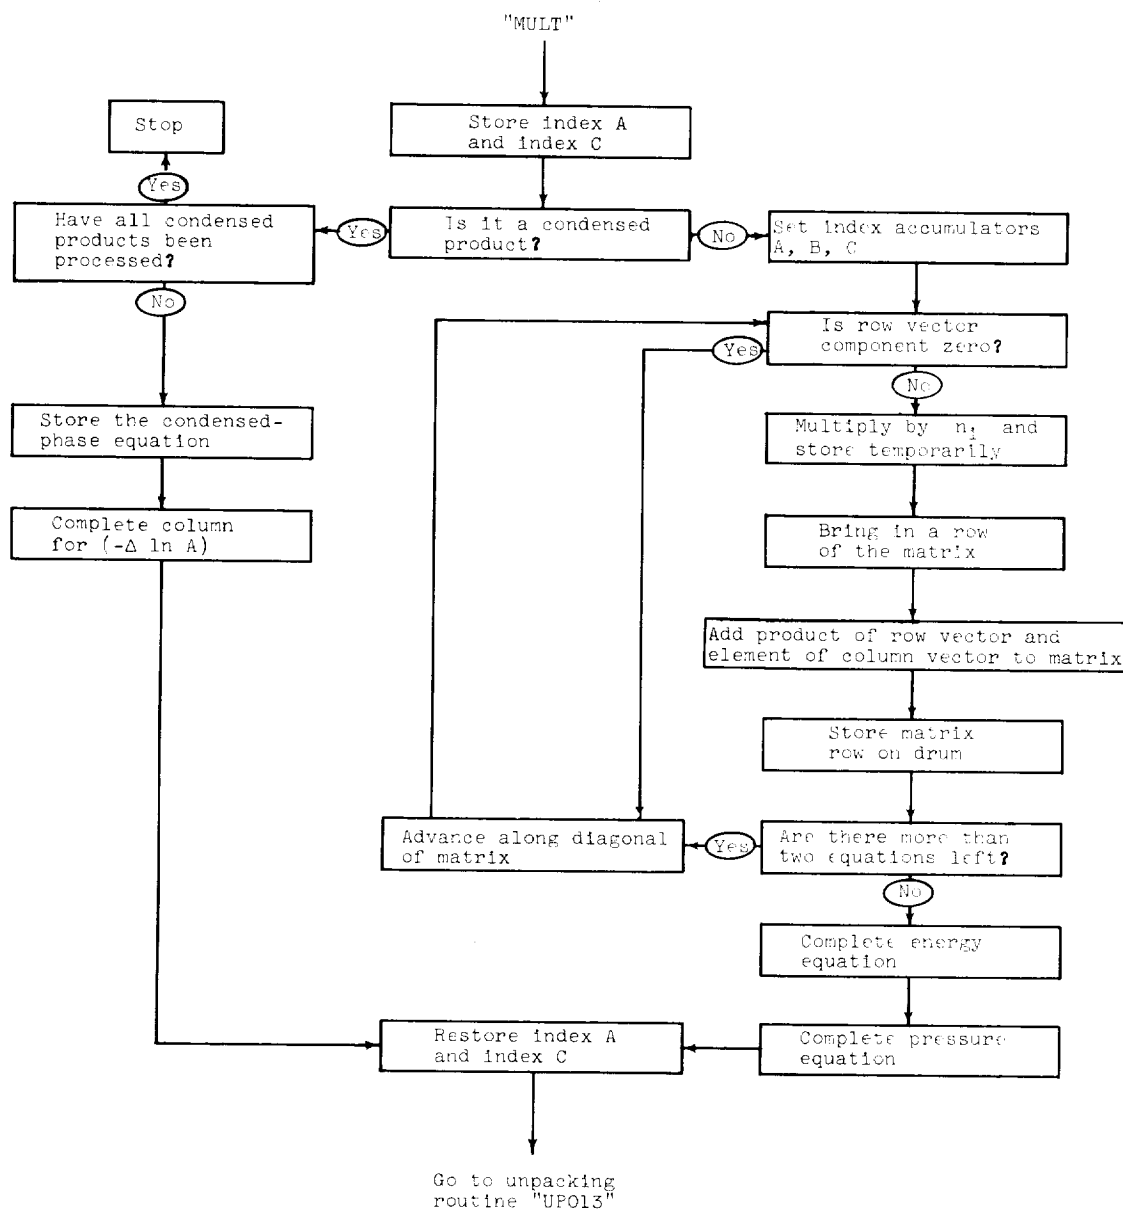 "MULT"
Store index A
and index C
Stop
Yes
Have all condensed
products been
processed?
Yes
Is it a condensed
product?
No
Set index accumulators
A, B, C
No
Is row vector
component zero?
Yes
No
Store the condensed-
phase equation
Multiply by n₁ and
store temporarily
Complete column
for (-Δ ln A)
Bring in a row
of the matrix
Add product of row vector and
element of column vector to matrix
Store matrix
row on drum
Advance along diagonal
of matrix
Yes
Are there more than
two equations left?
No
Complete energy
equation
Restore index A
and index C
Complete pressure
equation
Go to unpacking
routine "UP013"